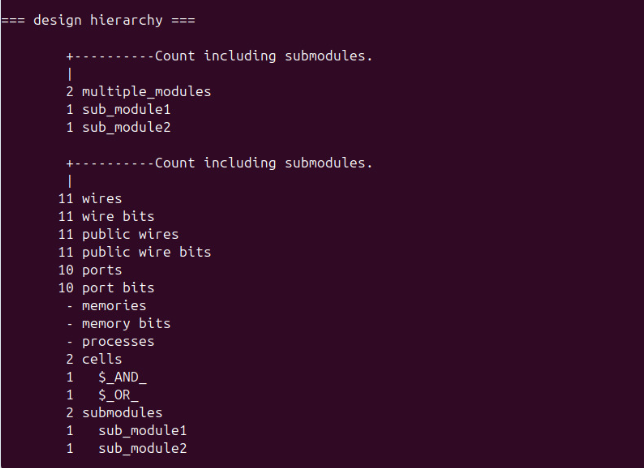 === design hierarchy ===
+----------Count including submodules.
|
2 multiple_modules
1 sub_module1
1 sub_module2
+----------Count including submodules.
|
11 wires
11 wire bits
11 public wires
11 public wire bits
10 ports
10 port bits
- memories
- memory bits
- processes
2 cells
1 $_AND_
1 $_OR_
2 submodules
1 sub_module1
1 sub_module2